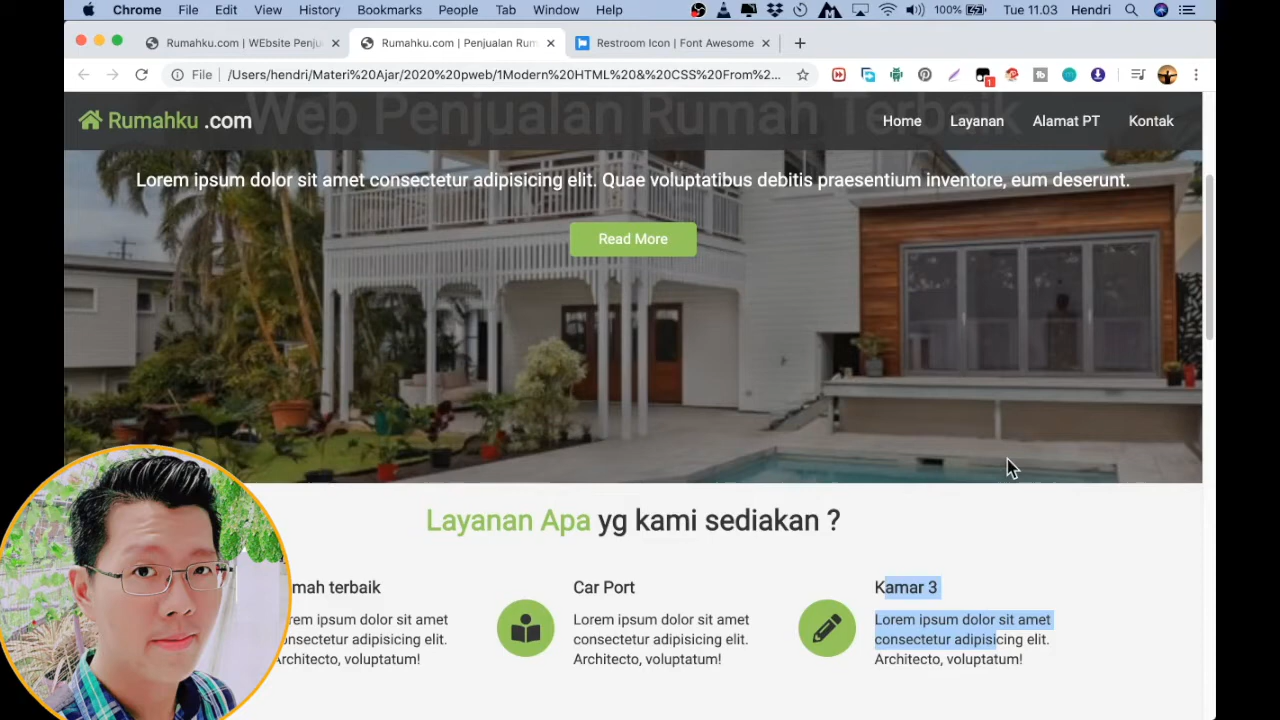 Chrome File Edit View History Bookmarks People Tab Window Help 100% Tue 11.03 Hendri
Rumahku.com | WEbsite Penju
Rumahku.com | Penjualan Rum
Restroom Icon | Font Awesome
File /Users/hendri/Materi%20Ajar/2020%20pweb/1Modern%20HTML%20&%20CSS%20From%2...
1
Web Penjualan Rumah Terbaik
Rumahku .com
Home Layanan Alamat PT Kontak
Lorem ipsum dolor sit amet consectetur adipisicing elit. Quae voluptatibus debitis praesentium inventore, eum deserunt.
Read More
Layanan Apa yg kami sediakan ?
mah terbaik
rem ipsum dolor sit amet
nsectetur adipisicing elit.
Architecto, voluptatum!
Car Port
Lorem ipsum dolor sit amet
consectetur adipisicing elit.
Architecto, voluptatum!
Kamar 3
Lorem ipsum dolor sit amet
consectetur adipisicing elit.
Architecto, voluptatum!